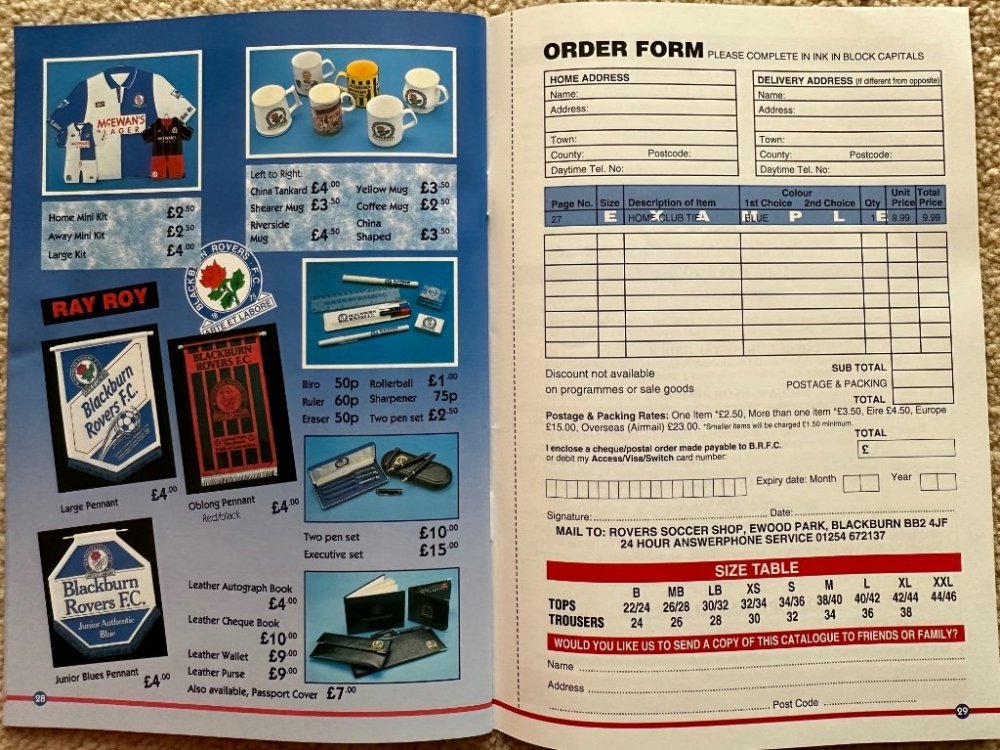 McEWAN'S
LAGER
Home Mini Kit £2.50
Away Mini Kit £2.50
Large Kit £4.00
Left to Right:
China Tankard £4.00 Yellow Mug £3.50
Shearer Mug £3.50 Coffee Mug £2.50
Riverside Mug £4.50 China Shaped £3.50
BLACKBURN ROVERS F.C.
18 75
ARTE ET LABORE
RAY ROY
Blackburn
Rovers F.C.
BLACKBURN
ROVERS F.C.
Large Pennant £4.00
Oblong Pennant £4.00
Red/black
BLACKBURN
ROVERS F.C.
Biro 50p Rollerball £1.00
Ruler 60p Sharpener 75p
Eraser 50p Two pen set £2.50
Two pen set £10.00
Executive set £15.00
Blackburn
Rovers F.C.
Junior Authentic
Blue
Junior Blues Pennant £4.00
Leather Autograph Book
£4.00
Leather Cheque Book
£10.00
Leather Wallet £9.00
Leather Purse £9.00
Also available, Passport Cover £7.00
28
ORDER FORM PLEASE COMPLETE IN INK IN BLOCK CAPITALS
HOME ADDRESS
Name:
Address:
Town:
County: Postcode:
Daytime Tel. No:
DELIVERY ADDRESS (If different from opposite)
Name:
Address:
Town:
County: Postcode:
Daytime Tel. No:
Page No. Size Description of Item Colour 1st Choice 2nd Choice Qty Unit Price Total Price
27 HOME CLUB TIE BLUE 1 9.99 9.99
Discount not available
on programmes or sale goods
SUB TOTAL
POSTAGE & PACKING
TOTAL
Postage & Packing Rates: One Item *£2.50, More than one item *£3.50, Eire £4.50, Europe
£15.00, Overseas (Airmail) £23.00. *Smaller items will be charged £1.50 minimum.
TOTAL
£
I enclose a cheque/postal order made payable to B.R.F.C.
or debit my Access/Visa/Switch card number:
Expiry date: Month Year
Signature: Date:
MAIL TO: ROVERS SOCCER SHOP, EWOOD PARK, BLACKBURN BB2 4JF
24 HOUR ANSWERPHONE SERVICE 01254 672137
SIZE TABLE
B MB LB XS S M L XL XXL
TOPS 22/24 26/28 30/32 32/34 34/36 38/40 40/42 42/44 44/46
TROUSERS 24 26 28 30 32 34 36 38
WOULD YOU LIKE US TO SEND A COPY OF THIS CATALOGUE TO FRIENDS OR FAMILY?
Name
Address
Post Code
29